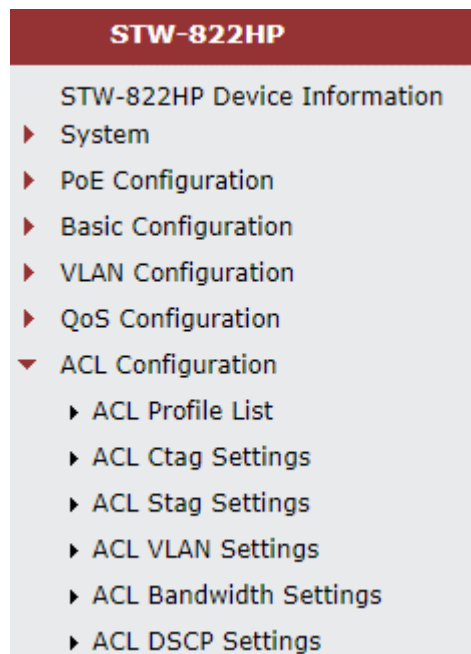 STW-822HP
STW-822HP Device Information
System
PoE Configuration
Basic Configuration
VLAN Configuration
QoS Configuration
ACL Configuration
ACL Profile List
ACL Ctag Settings
ACL Stag Settings
ACL VLAN Settings
ACL Bandwidth Settings
ACL DSCP Settings